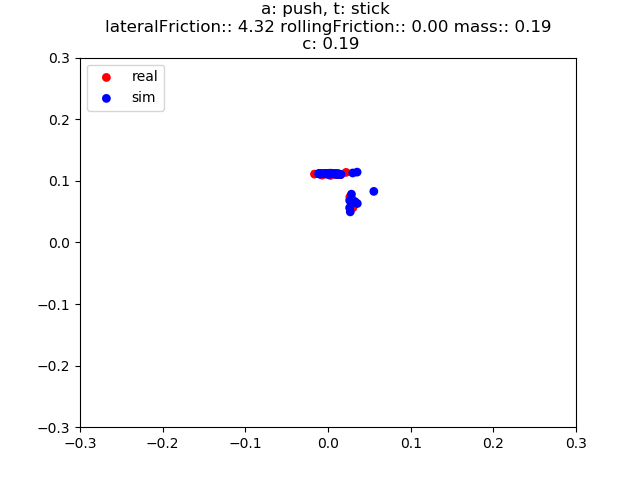 a: push, t: stick
lateralFriction:: 4.32 rollingFriction:: 0.00 mass:: 0.19
c: 0.19
real
sim
0.3
0.2
0.1
0.0
−0.1
−0.2
−0.3
−0.3 −0.2 −0.1 0.0 0.1 0.2 0.3